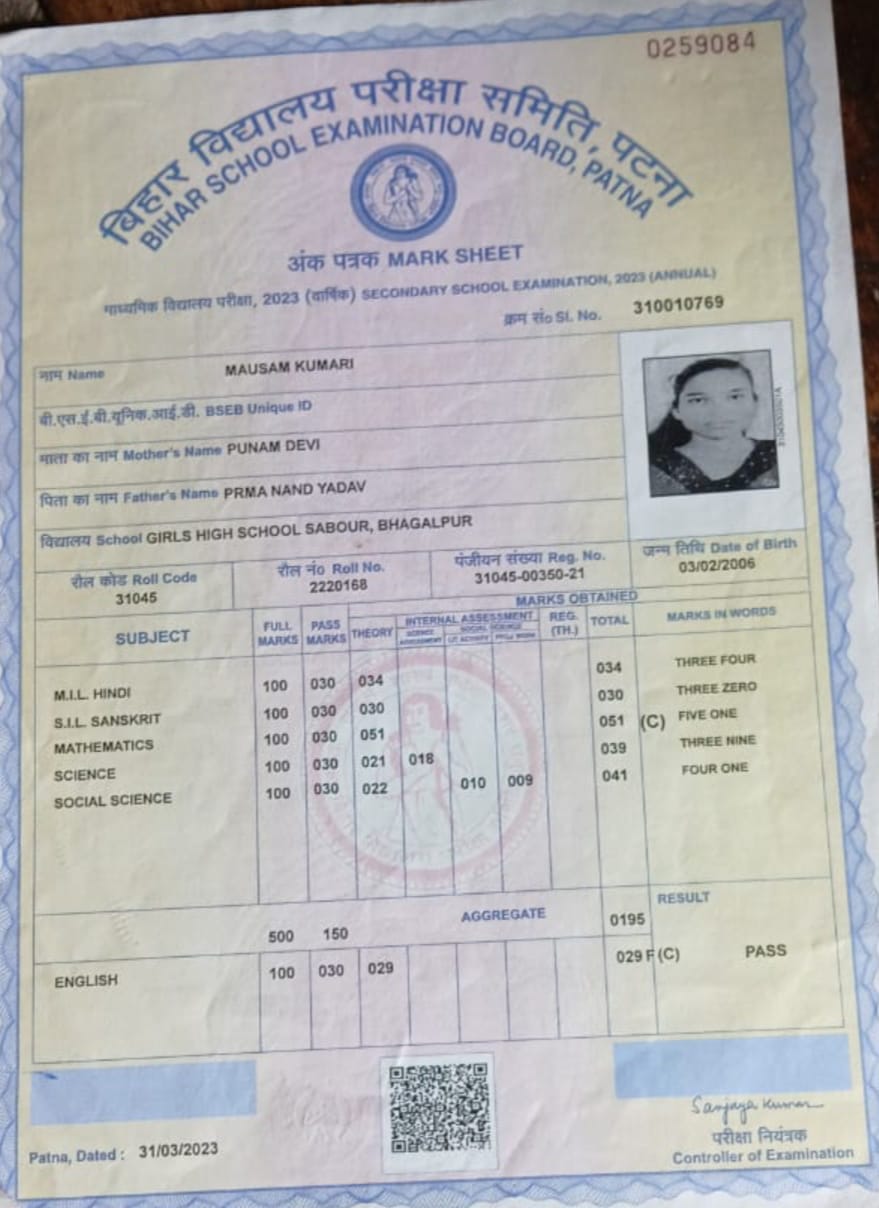 0259084
बिहार विद्यालय परीक्षा समिति, पटना
BIHAR SCHOOL EXAMINATION BOARD, PATNA
अंक पत्रक MARK SHEET
माध्यमिक विद्यालय परीक्षा, 2023 (वार्षिक) SECONDARY SCHOOL EXAMINATION, 2023 (ANNUAL)
क्रम सं० Sl. No. 310010769
नाम Name MAUSAM KUMARI
बी.एस.ई.बी.यूनिक.आई.डी. BSEB Unique ID
माता का नाम Mother's Name PUNAM DEVI
पिता का नाम Father's Name PRMA NAND YADAV
विद्यालय School GIRLS HIGH SCHOOL SABOUR, BHAGALPUR
रौल कोड Roll Code रौल नं० Roll No. पंजीयन संख्या Reg. No. जन्म तिथि Date of Birth
31045 2220168 31045-00350-21 03/02/2006
MARKS OBTAINED
SUBJECT FULL MARKS PASS MARKS THEORY INTERNAL ASSESSMENT REG. (TH.) TOTAL MARKS IN WORDS
SCIENCE SOCIAL SCIENCE
M.I.L. HINDI 100 030 034 034 THREE FOUR
S.I.L. SANSKRIT 100 030 030 030 THREE ZERO
MATHEMATICS 100 030 051 051 (C) FIVE ONE
SCIENCE 100 030 021 018 039 THREE NINE
SOCIAL SCIENCE 100 030 022 010 009 041 FOUR ONE
500 150 AGGREGATE 0195 RESULT
ENGLISH 100 030 029 029 F (C) PASS
Sanjaya Kumar
परीक्षा नियंत्रक
Patna, Dated : 31/03/2023 Controller of Examination